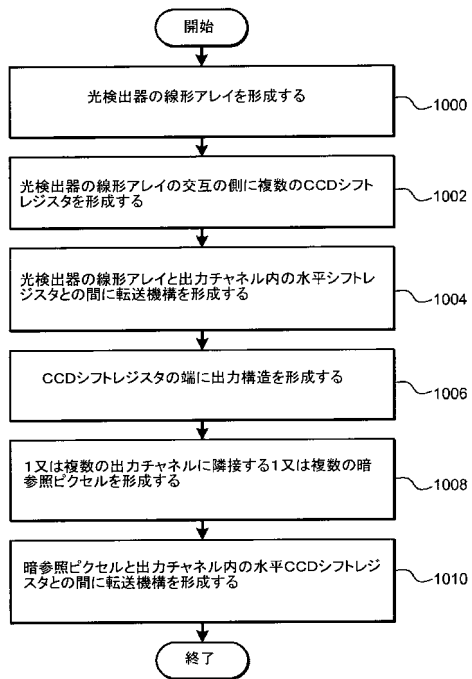 開始
光検出器の線形アレイを形成する
1000
光検出器の線形アレイの交互の側に複数のCCDシフト
レジスタを形成する
1002
光検出器の線形アレイと出力チャネル内の水平シフトレ
ジスタとの間に転送機構を形成する
1004
CCDシフトレジスタの端に出力構造を形成する
1006
1又は複数の出力チャネルに隣接する1又は複数の暗
参照ピクセルを形成する
1008
暗参照ピクセルと出力チャネル内の水平CCDシフトレジ
スタとの間に転送機構を形成する
1010
終了